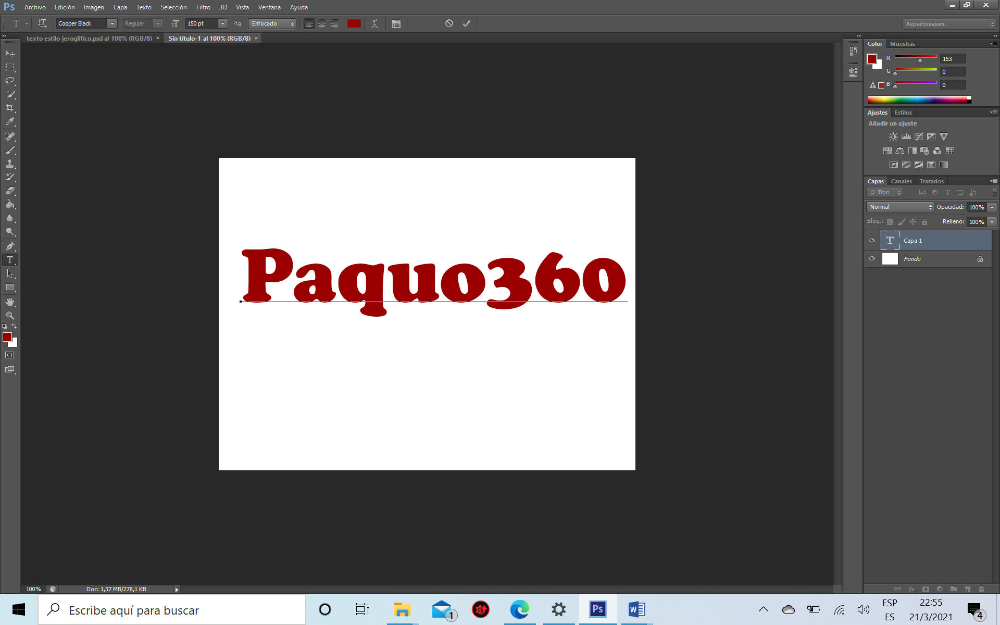 Ps Archivo Edición Imagen Capa Texto Selección Filtro 3D Vista Ventana Ayuda
T Cooper Black Regular 150 pt Enfocado Aspectos esen.
texto estilo jeroglifico.psd al 100% (RGB/8) × Sin título-1 al 100% (RGB/8) ×
Color Muestras
R 153
G 0
B 0
Ajustes Estilos
Añadir un ajuste
Capas Canales Trazados
Tipo
Normal Opacidad: 100%
Bloq.: Relleno: 100%
T Capa 1
Fondo
Paquo360
100% Doc: 1,37 MB/278,1 KB
Escribe aquí para buscar
1
Ps
W
ESP
ES
22:55
21/3/2021
4